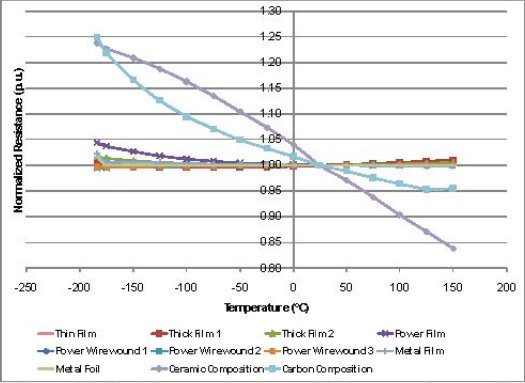 1.30
1.25
1.20
1.15
1.10
1.05
1.00
0.95
0.90
0.85
0.80
Normalized Resistance (p.u.)
-250 -200 -150 -100 -50 0 50 100 150 200
Temperature (°C)
Thin Film Thick Film 1 Thick Film 2 Power Film
Power Wirewound 1 Power Wirewound 2 Power Wirewound 3 Metal Film
Metal Foil Ceramic Composition Carbon Composition